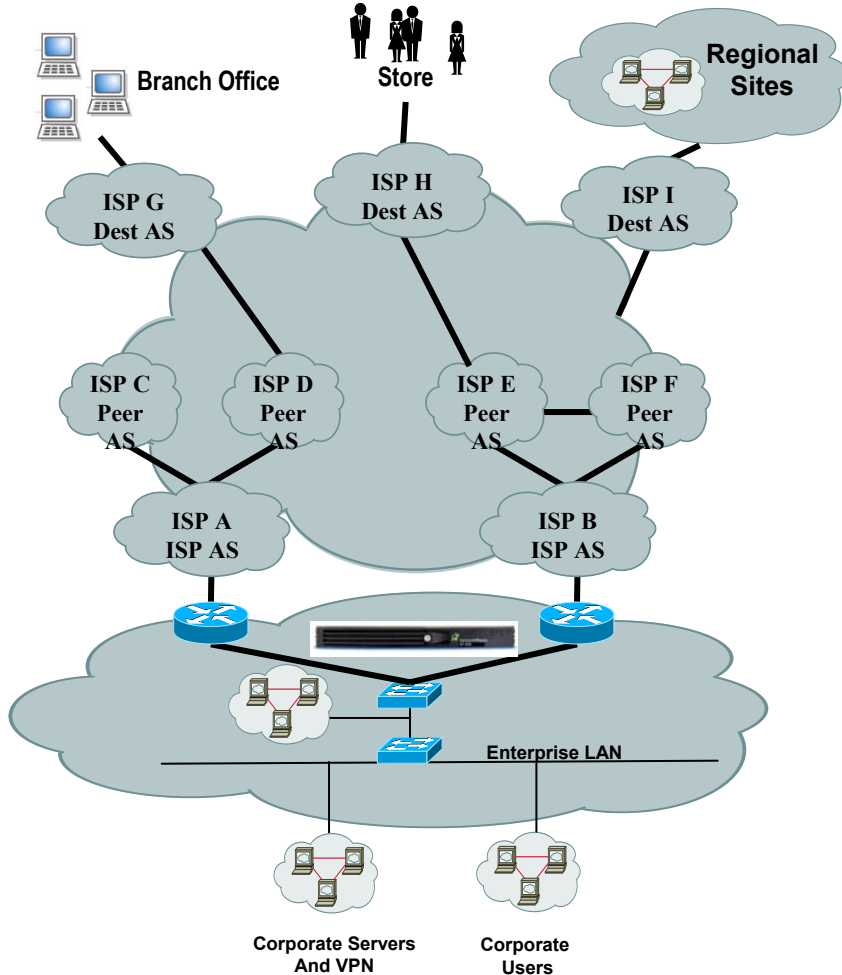 Branch Office
Store
Regional
Sites
ISP G
Dest AS
ISP H
Dest AS
ISP I
Dest AS
ISP C
Peer
AS
ISP D
Peer
AS
ISP E
Peer
AS
ISP F
Peer
AS
ISP A
ISP AS
ISP B
ISP AS
Enterprise LAN
Corporate Servers
And VPN
Corporate
Users